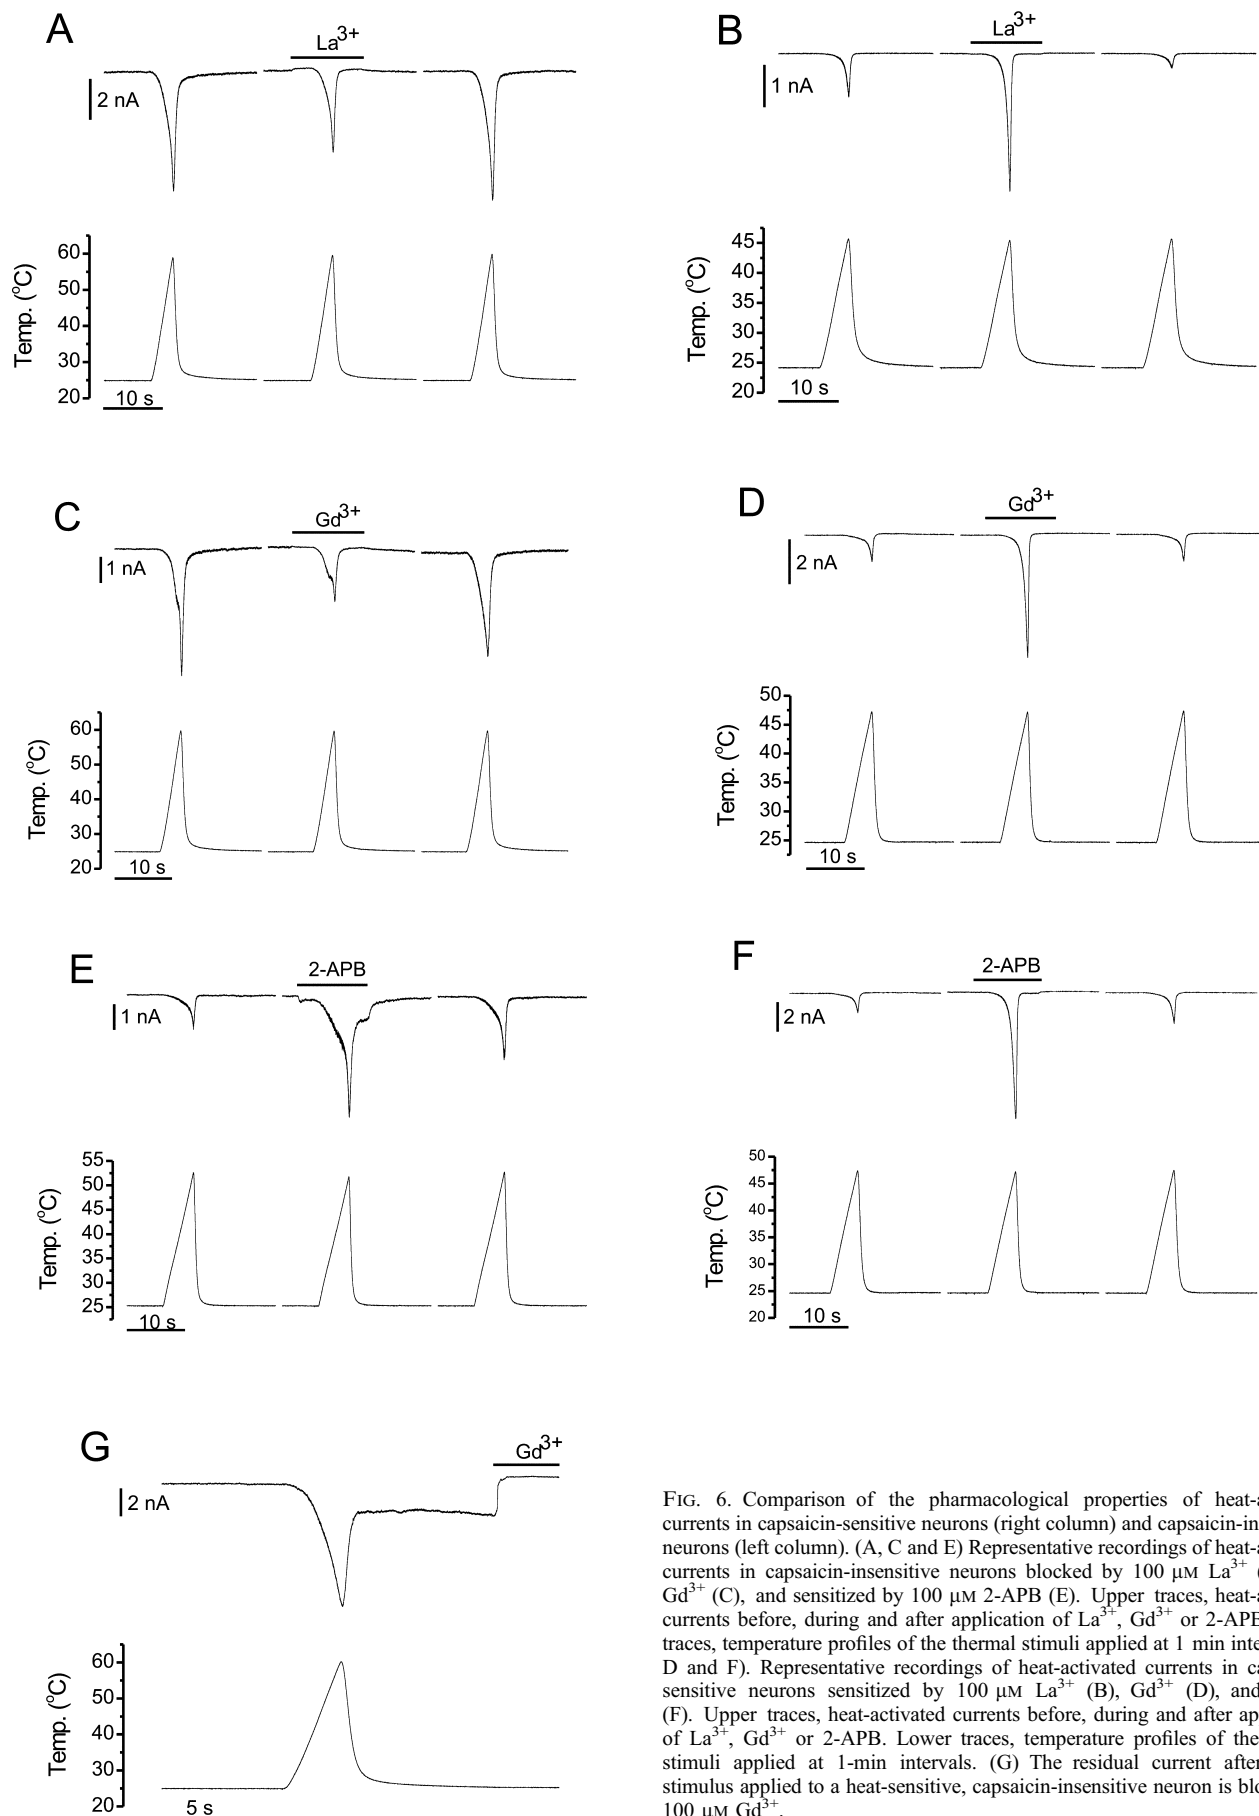 A
La3+
2 nA
Temp. (oC)
60
50
40
30
20
10 s
B
La3+
1 nA
Temp. (oC)
45
40
35
30
25
20
10 s
C
Gd3+
1 nA
Temp. (oC)
60
50
40
30
20
10 s
D
Gd3+
2 nA
Temp. (oC)
50
45
40
35
30
25
10 s
E
2-APB
1 nA
Temp. (oC)
55
50
45
40
35
30
25
10 s
F
2-APB
2 nA
Temp. (oC)
50
45
40
35
30
25
20
10 s
G
Gd3+
2 nA
Temp. (oC)
60
50
40
30
20
5 s
FIG. 6. Comparison of the pharmacological properties of heat-a
currents in capsaicin-sensitive neurons (right column) and capsaicin-in
neurons (left column). (A, C and E) Representative recordings of heat-a
currents in capsaicin-insensitive neurons blocked by 100 μM La3+ (
Gd3+ (C), and sensitized by 100 μM 2-APB (E). Upper traces, heat-a
currents before, during and after application of La3+, Gd3+ or 2-APB
traces, temperature profiles of the thermal stimuli applied at 1 min inte
D and F). Representative recordings of heat-activated currents in ca
sensitive neurons sensitized by 100 μM La3+ (B), Gd3+ (D), and
(F). Upper traces, heat-activated currents before, during and after ap
of La3+, Gd3+ or 2-APB. Lower traces, temperature profiles of the
stimuli applied at 1-min intervals. (G) The residual current after
stimulus applied to a heat-sensitive, capsaicin-insensitive neuron is blo
100 μM Gd3+.